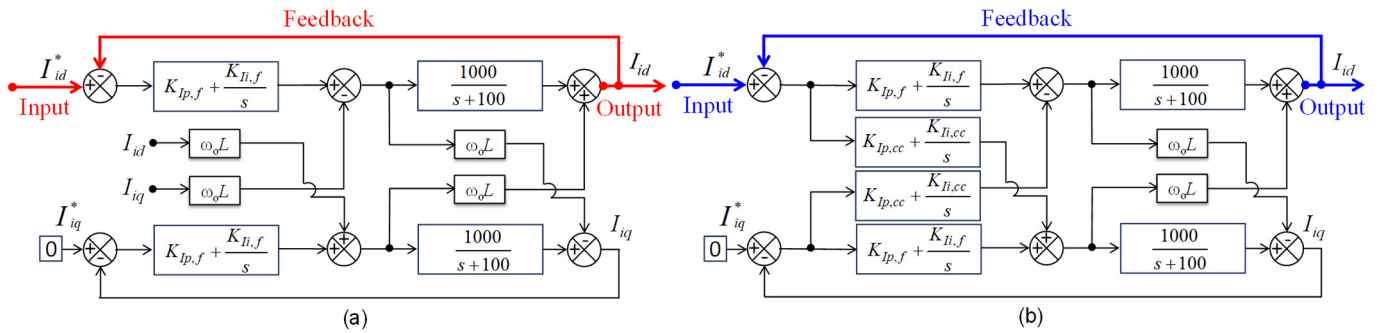 Feedback
I*id
Input
KIp,f + KIi,f / s
1000 / s+100
Iid
Output
Iid
ωoL
ωoL
Iiq
ωoL
ωoL
I*iq
0
KIp,f + KIi,f / s
1000 / s+100
Iiq
(a)
Feedback
I*id
Input
KIp,f + KIi,f / s
1000 / s+100
Iid
Output
KIp,cc + KIi,cc / s
ωoL
KIp,cc + KIi,cc / s
ωoL
I*iq
0
KIp,f + KIi,f / s
1000 / s+100
Iiq
(b)